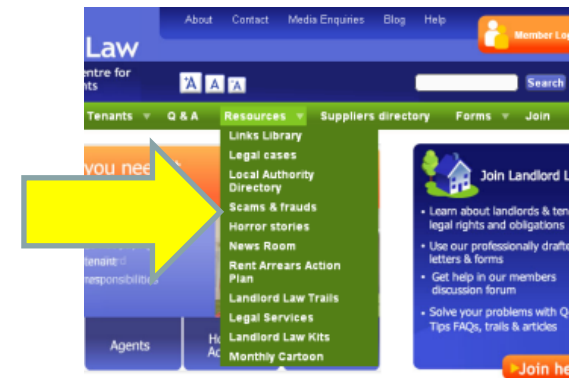 About Contact Media Enquiries Blog Help
Member Log
Law
entre for
nts
A A A
Search
Tenants Q & A Resources Suppliers directory Forms Join
Links Library
Legal cases
Local Authority
Directory
Scams & frauds
Horror stories
News Room
Rent Arrears Action
Plan
Landlord Law Trails
Legal Services
Landlord Law Kits
Monthly Cartoon
you nee
tenant
responsibilities
Agents
Join Landlord L
• Learn about landlords & ten
legal rights and obligations
• Use our professionally drafte
letters & forms
• Get help in our members
discussion forum
• Solve your problems with Q
Tips FAQs, trails & articles
Join he